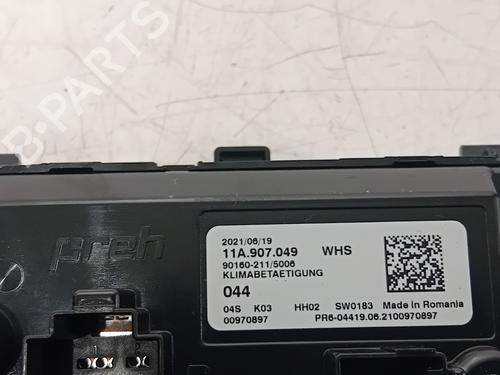 B-PARTS
preh
2021/06/19
11A.907.049 WHS
90160-211/5006
KLIMABETAETIGUNG
044
04S K03 HH02 SW0183 Made in Romania
00970897 PR6-04419.06.2100970897